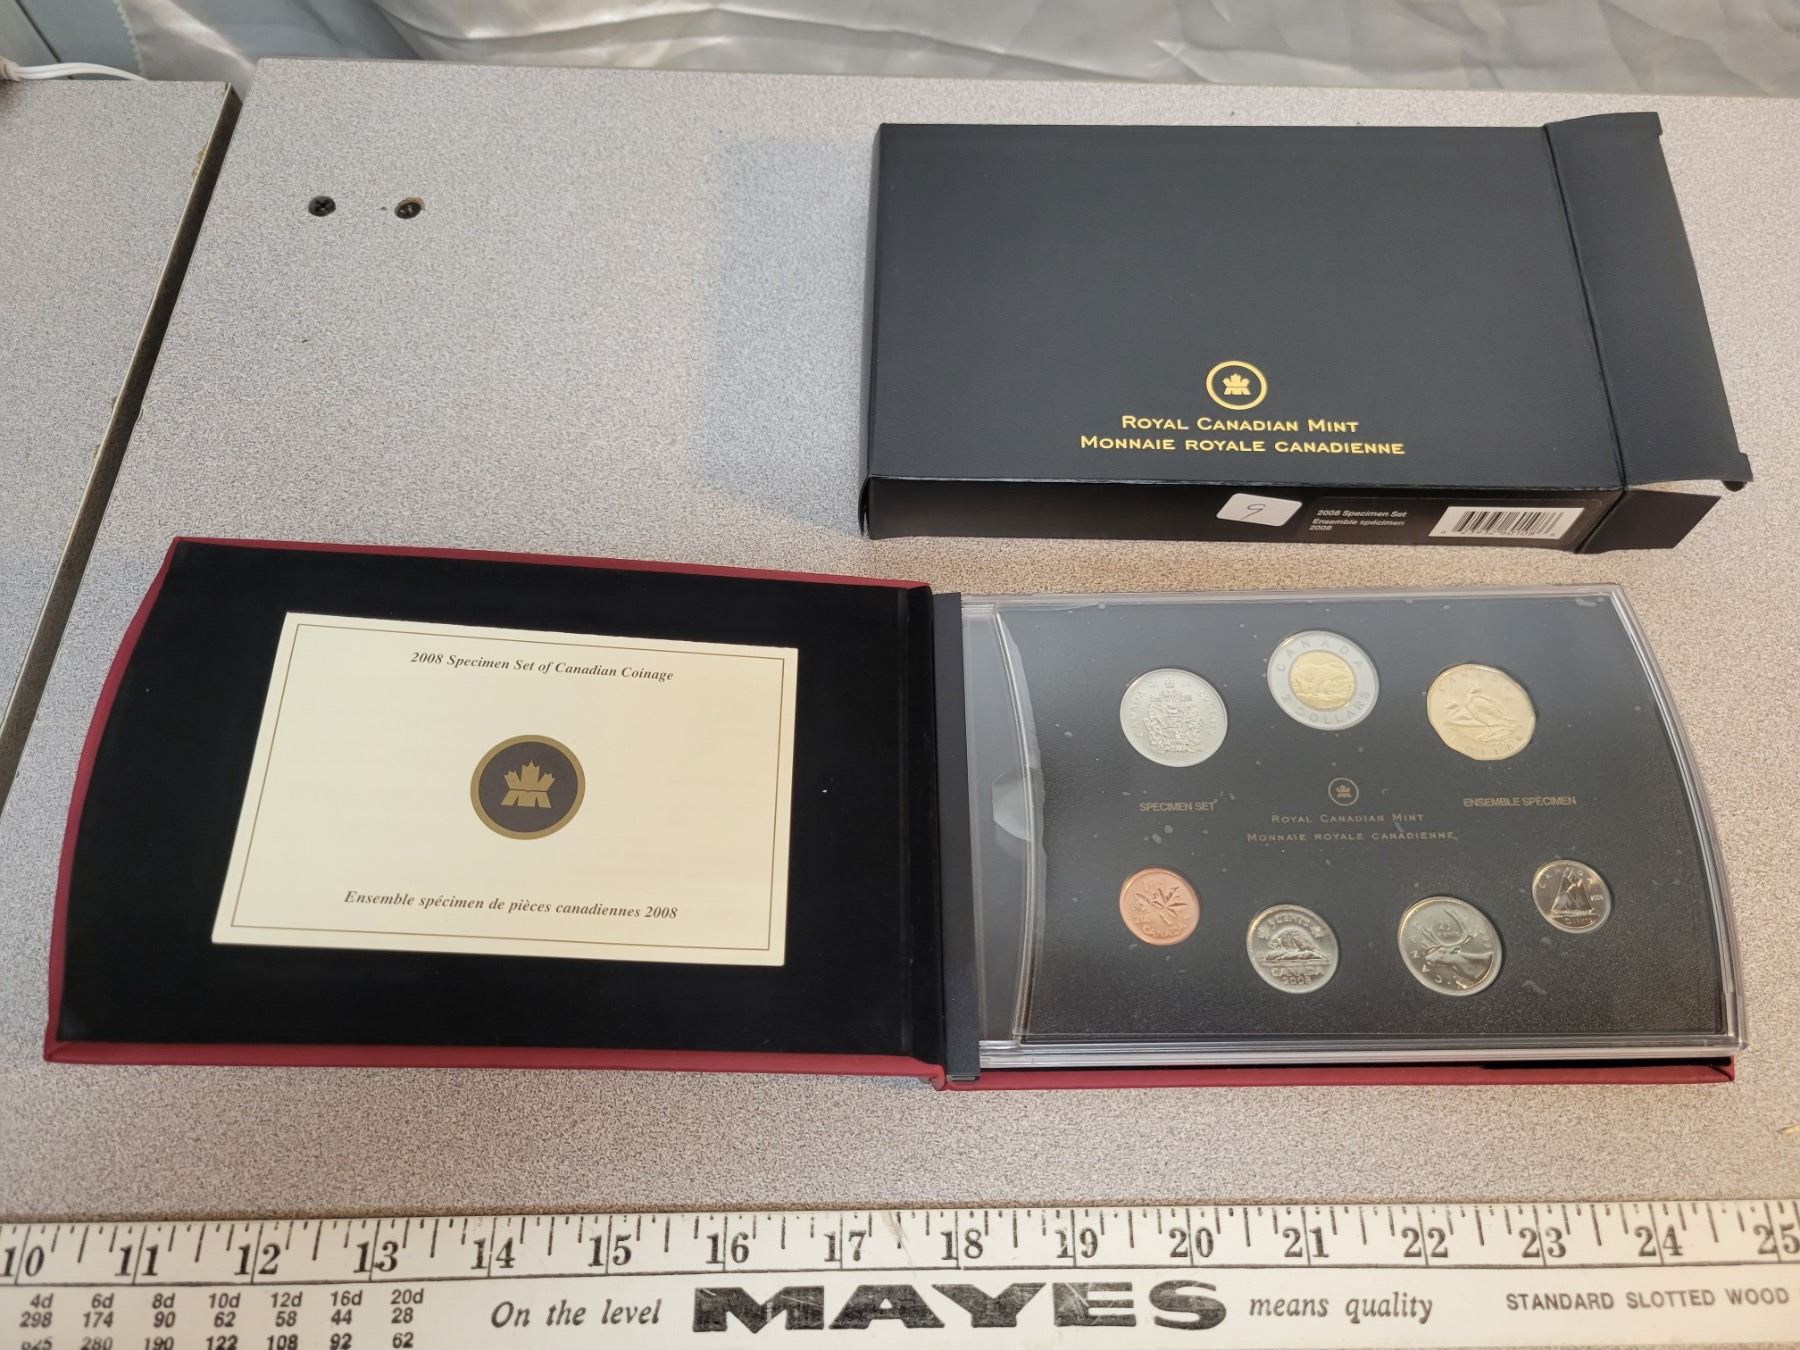 ROYAL CANADIAN MINT
MONNAIE ROYALE CANADIENNE
9
2008 Specimen Set
Ensemble spécimen
2008
2008 Specimen Set of Canadian Coinage
Ensemble spécimen de pièces canadiennes 2008
CANADA
2 DOLLARS
SPECIMEN SET
ENSEMBLE SPÉCIMEN
ROYAL CANADIAN MINT
MONNAIE ROYALE CANADIENNE
CANADA
5 CENTS
CANADA
2008
10 11 12 13 14 15 16 17 18 19 20 21 22 23 24 25
4d 6d 8d 10d 12d 16d 20d
298 174 90 62 58 44 28
280 190 122 108 92 62
On the level MAYES means quality STANDARD SLOTTED WOOD